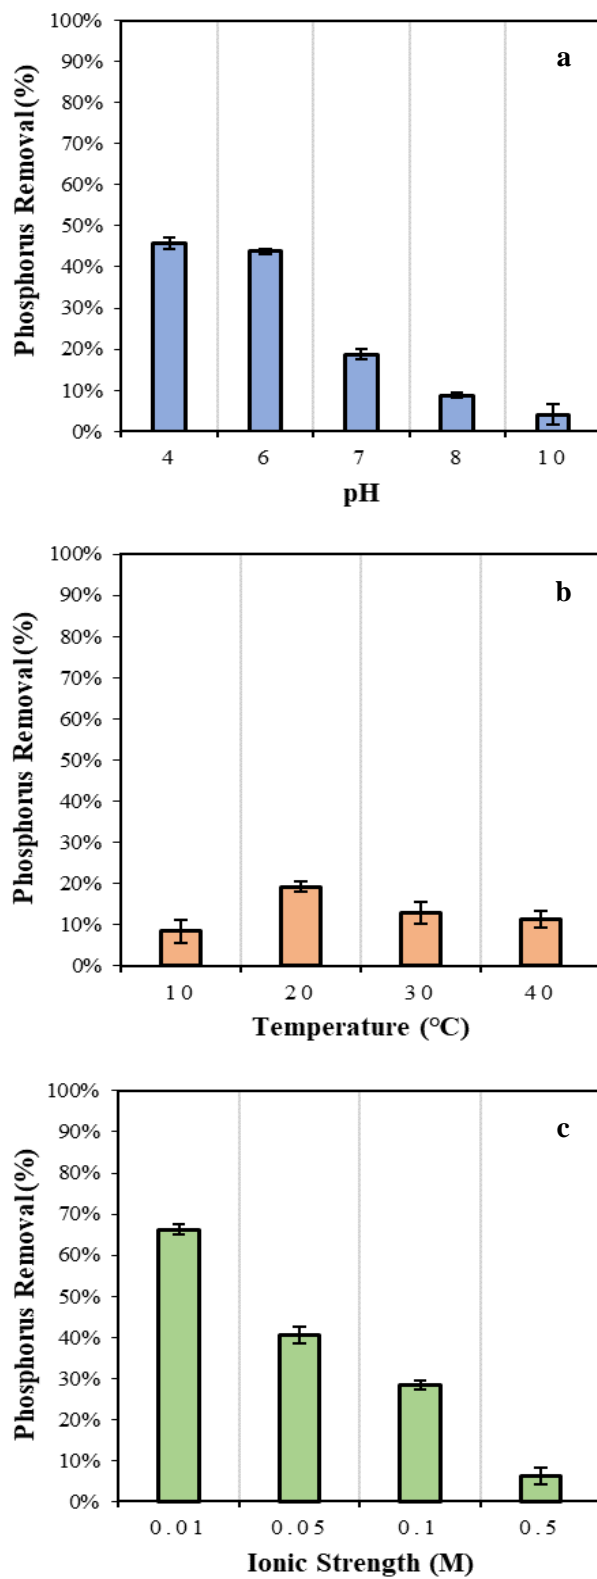 a
Phosphorus Removal(%)
100%
90%
80%
70%
60%
50%
40%
30%
20%
10%
0%
4 6 7 8 10
pH
b
Phosphorus Removal(%)
100%
90%
80%
70%
60%
50%
40%
30%
20%
10%
0%
10 20 30 40
Temperature (°C)
c
Phosphorus Removal(%)
100%
90%
80%
70%
60%
50%
40%
30%
20%
10%
0%
0.01 0.05 0.1 0.5
Ionic Strength (M)